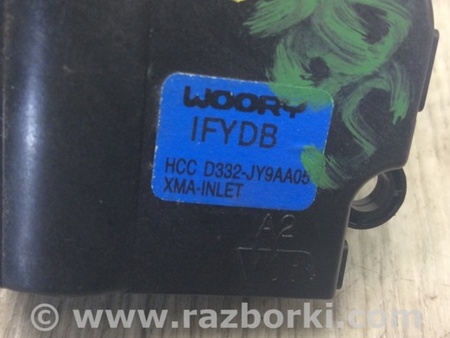 WOORY
IFYDB
HCC D332-JY9AA05
XMA-INLET
A2
www.razborki.com